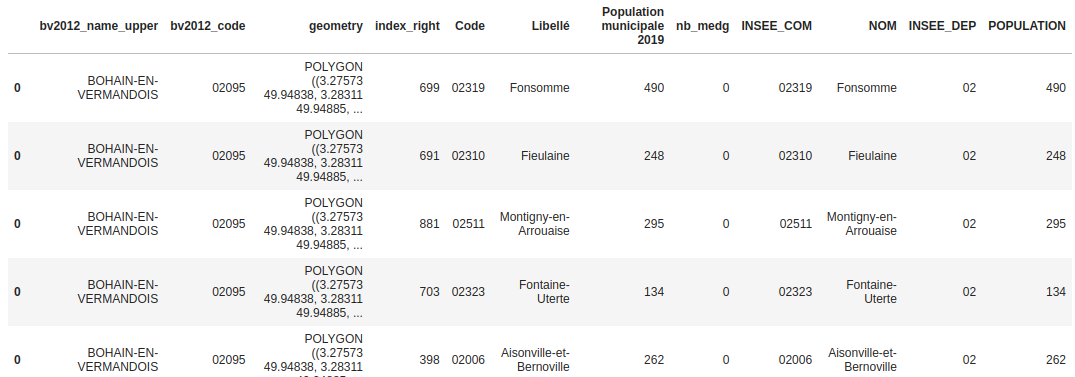 bv2012_name_upper bv2012_code geometry index_right Code Libellé Population municipale 2019 nb_medg INSEE_COM NOM INSEE_DEP POPULATION
0 BOHAIN-EN-VERMANDOIS 02095 POLYGON ((3.27573 49.94838, 3.28311 49.94885, ... 699 02319 Fonsomme 490 0 02319 Fonsomme 02 490
0 BOHAIN-EN-VERMANDOIS 02095 POLYGON ((3.27573 49.94838, 3.28311 49.94885, ... 691 02310 Fieulaine 248 0 02310 Fieulaine 02 248
0 BOHAIN-EN-VERMANDOIS 02095 POLYGON ((3.27573 49.94838, 3.28311 49.94885, ... 881 02511 Montigny-en-Arrouaise 295 0 02511 Montigny-en-Arrouaise 02 295
0 BOHAIN-EN-VERMANDOIS 02095 POLYGON ((3.27573 49.94838, 3.28311 49.94885, ... 703 02323 Fontaine-Uterte 134 0 02323 Fontaine-Uterte 02 134
0 BOHAIN-EN-VERMANDOIS 02095 POLYGON ((3.27573 49.94838, 3.28311 398 02006 Aisonville-et-Bernoville 262 0 02006 Aisonville-et-Bernoville 02 262